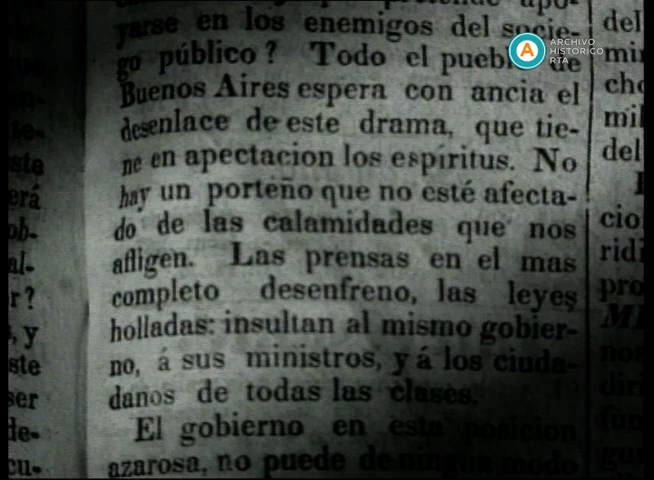 yarse en los enemigos del socie-
go público? Todo el pueblo de
Buenos Aires espera con ancia el
desenlace de este drama, que tie-
ne en apectacion los espíritus. No
hay un porteño que no esté afecta-
do de las calamidades que nos
afligen. Las prensas en el mas
completo desenfreno, las leyes
holladas: insultan al mismo gobier-
no, á sus ministros, y á los ciuda-
danos de todas las clases.
El gobierno en esta posicion
azarosa, no puede de ningun modo
A
ARCHIVO
HISTÓRICO
RTA